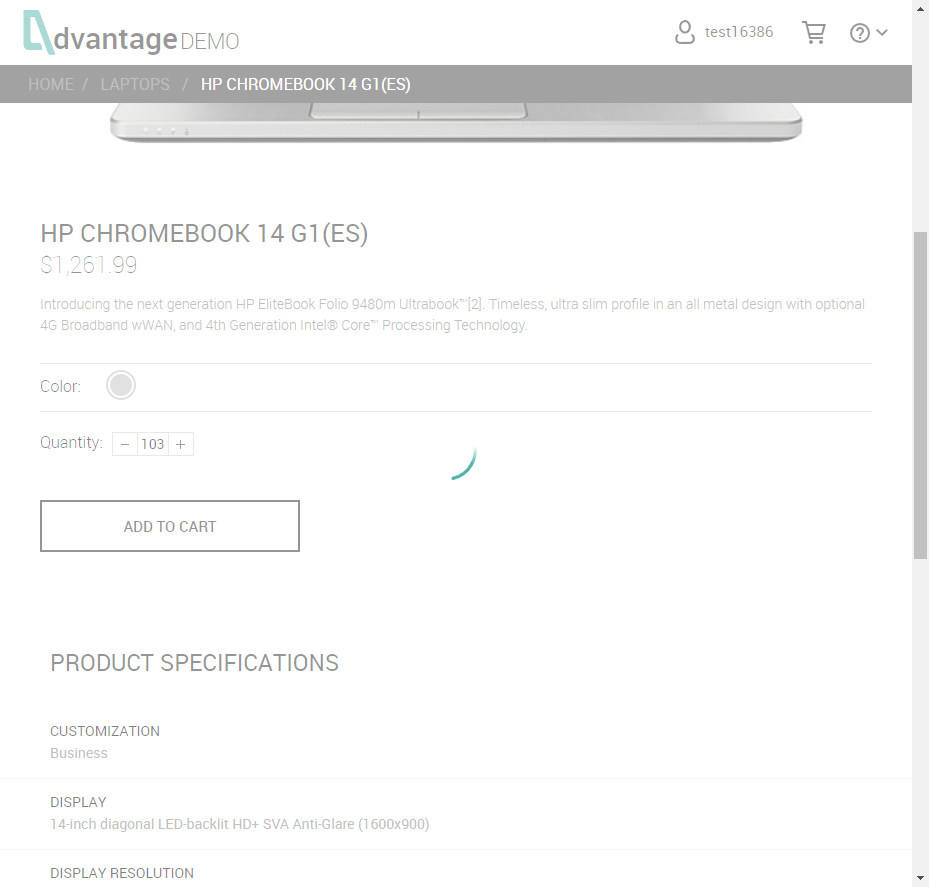 dvantage DEMO
test16386
?
HOME / LAPTOPS / HP CHROMEBOOK 14 G1(ES)
HP CHROMEBOOK 14 G1(ES)
$1,261.99
Introducing the next generation HP EliteBook Folio 9480m Ultrabook™[2]. Timeless, ultra slim profile in an all metal design with optional
4G Broadband wWAN, and 4th Generation Intel® Core™ Processing Technology.
Color:
Quantity: − 103 +
ADD TO CART
PRODUCT SPECIFICATIONS
CUSTOMIZATION
Business
DISPLAY
14-inch diagonal LED-backlit HD+ SVA Anti-Glare (1600x900)
DISPLAY RESOLUTION